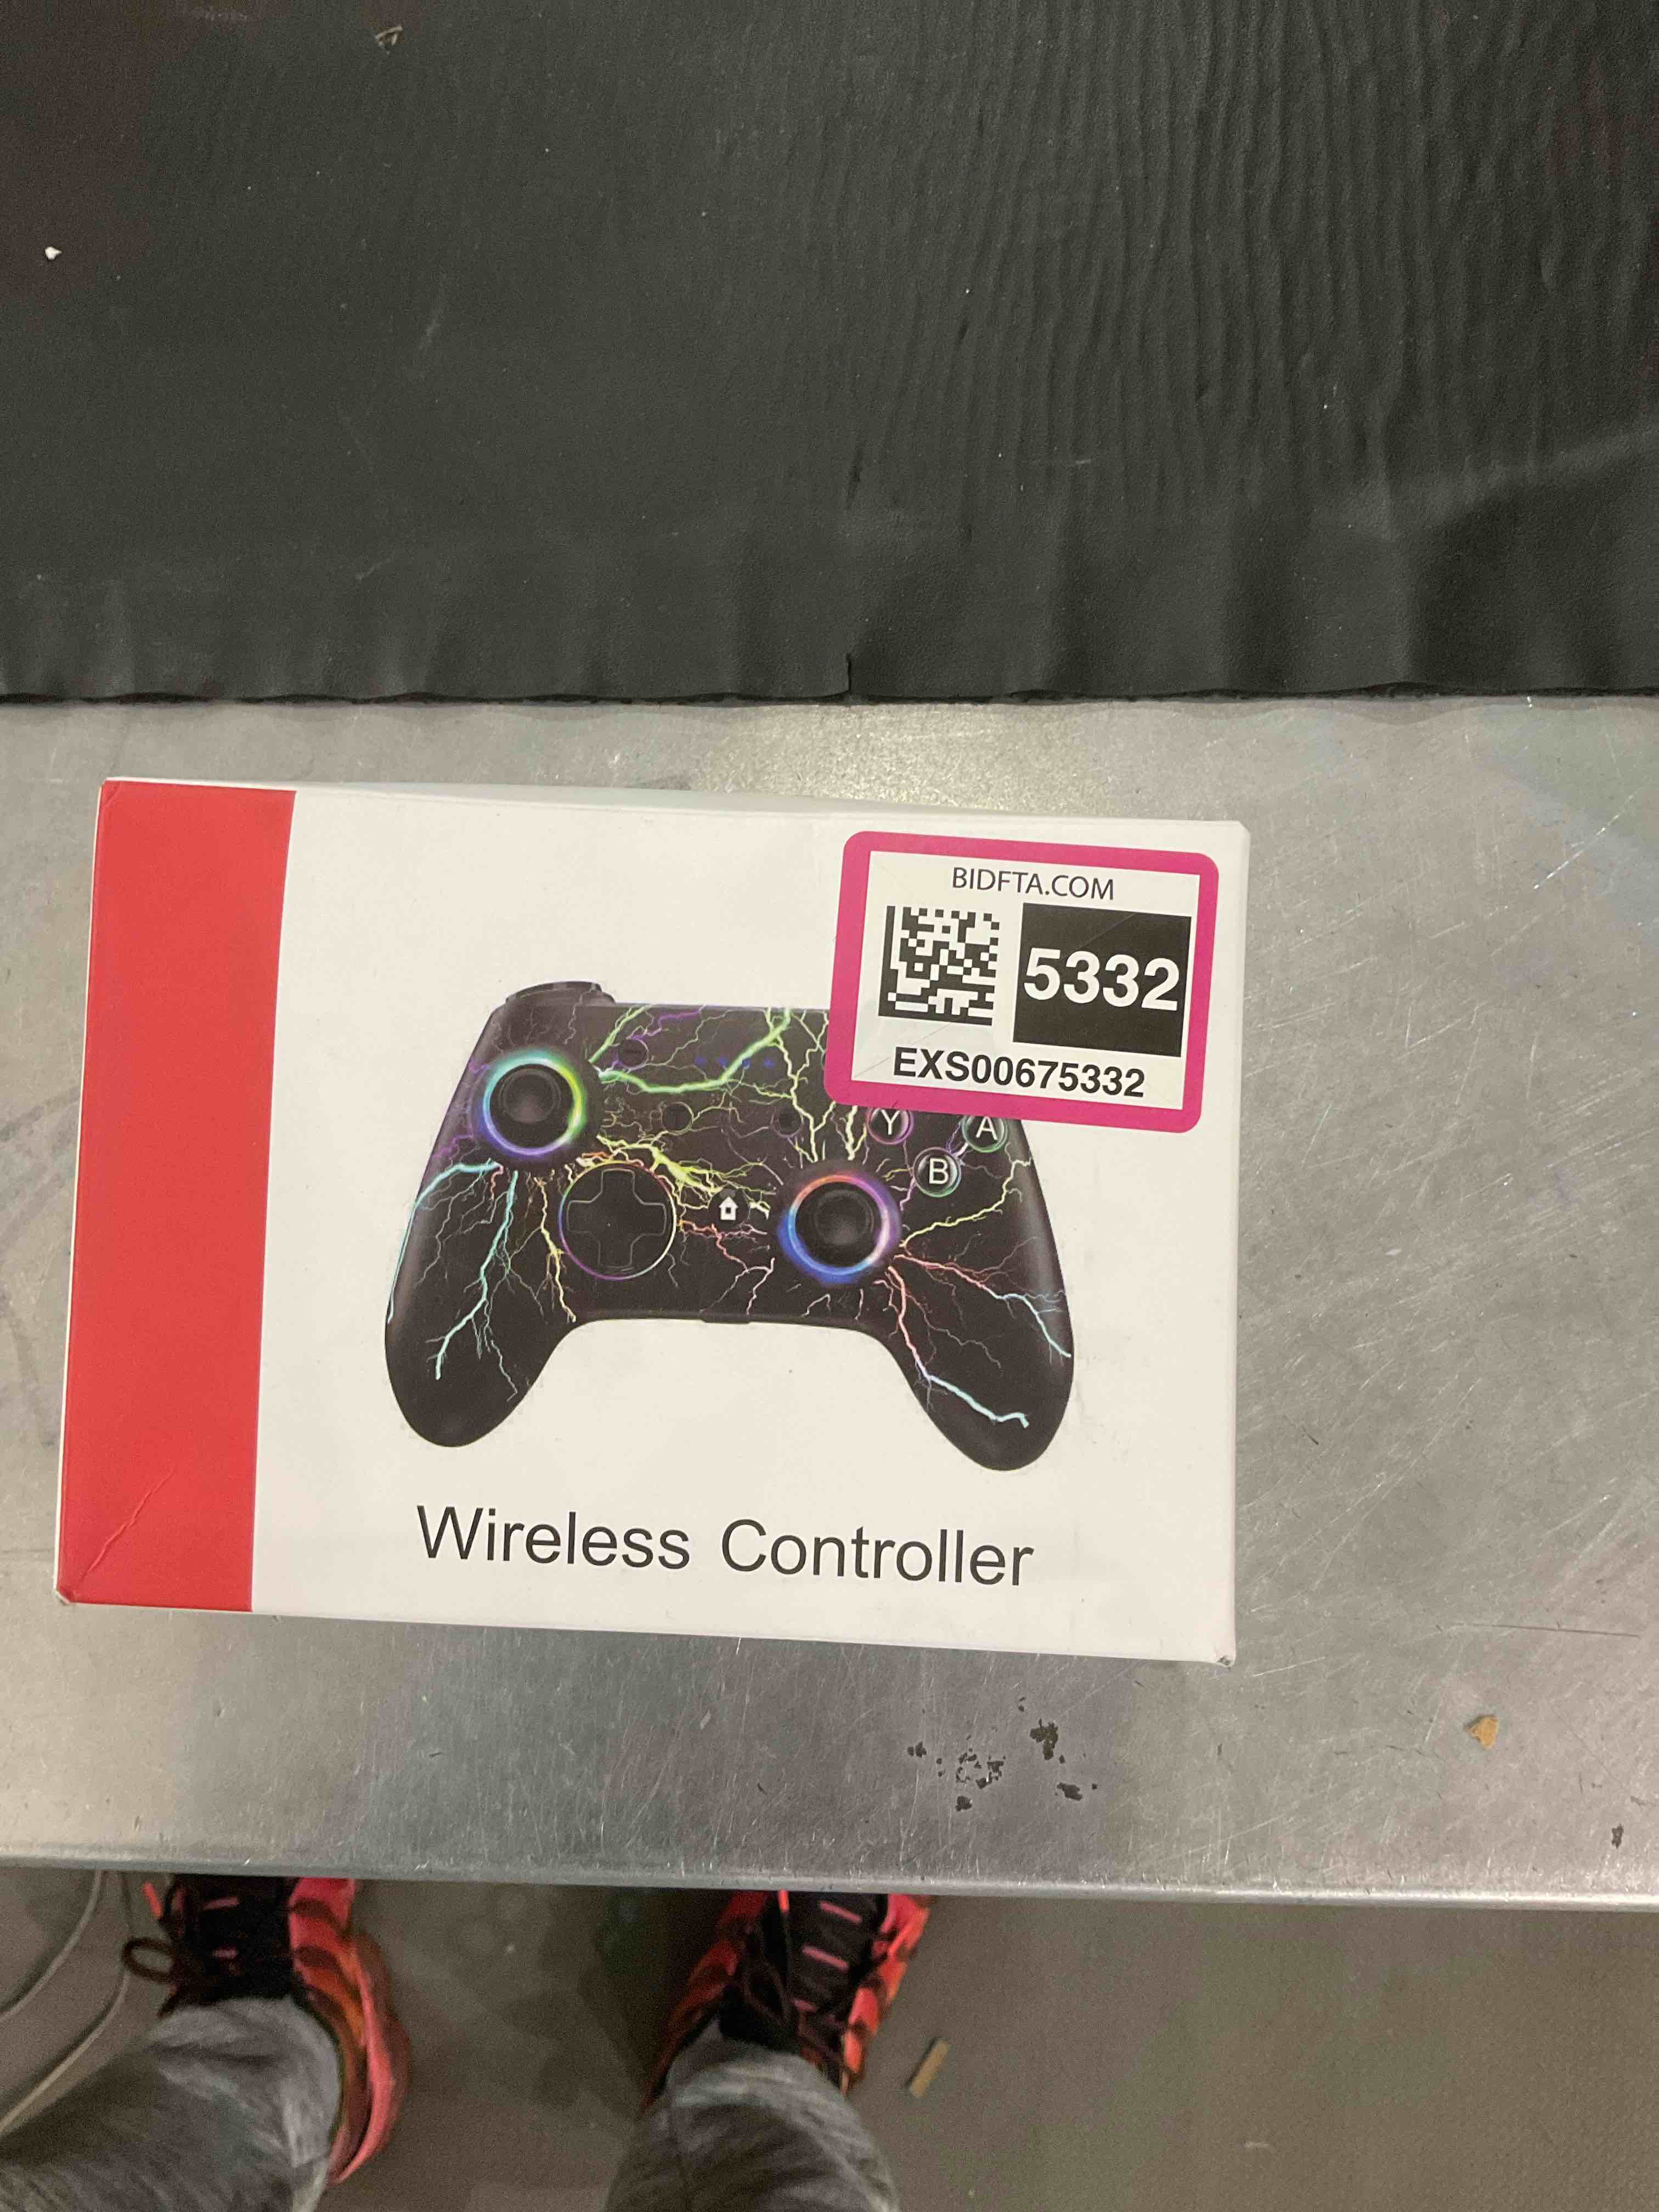 BIDFTA.COM
5332
EXS00675332
Y
A
B
Wireless Controller